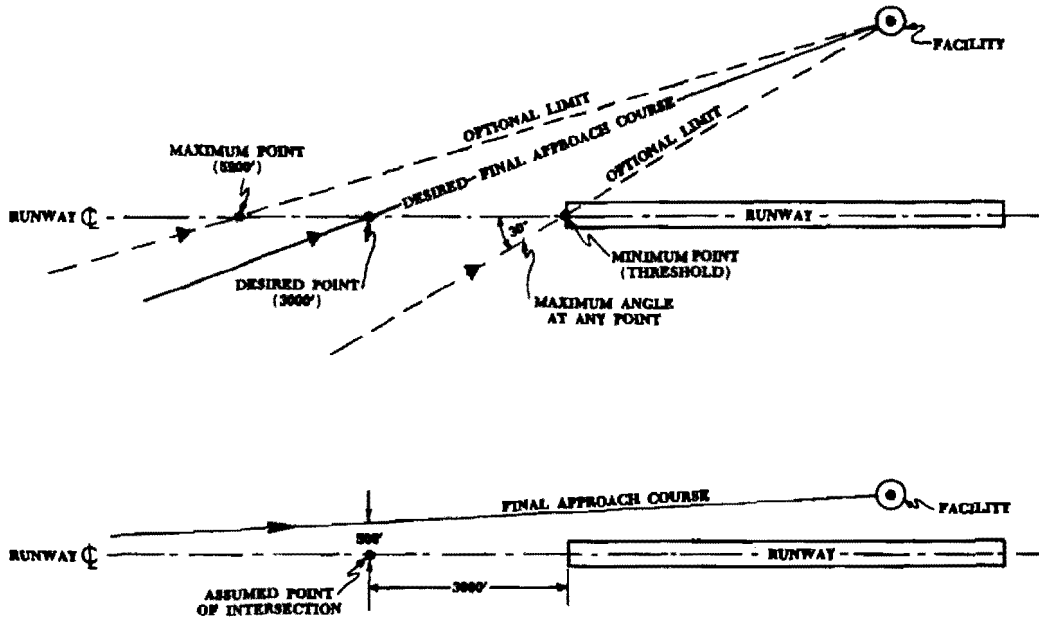 FACILITY
OPTIONAL LIMIT
DESIRED FINAL APPROACH COURSE
OPTIONAL LIMIT
MAXIMUM POINT
RUNWAY ℄
30°
RUNWAY
DESIRED POINT
(3000')
MINIMUM POINT
(THRESHOLD)
MAXIMUM ANGLE
AT ANY POINT
FINAL APPROACH COURSE
FACILITY
RUNWAY ℄
500'
RUNWAY
3000'
ASSUMED POINT
OF INTERSECTION